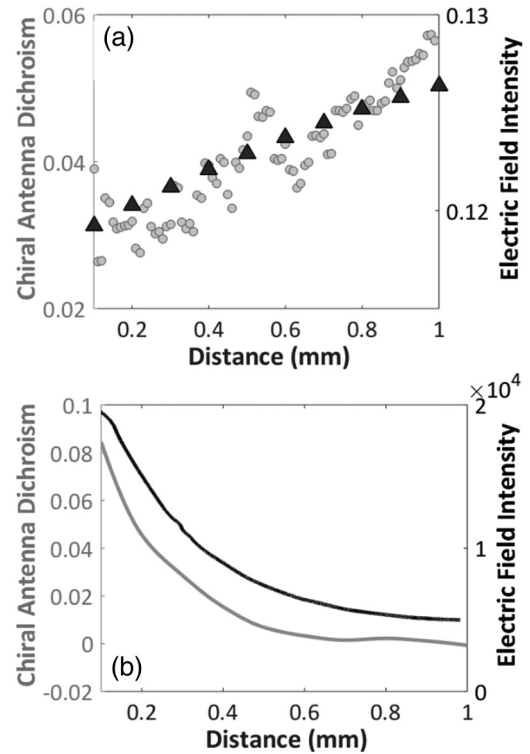 (a)
Chiral Antenna Dichroism
0.06
0.04
0.02
0.13
0.12
Electric Field Intensity
0.2 0.4 0.6 0.8 1
Distance (mm)
(b)
Chiral Antenna Dichroism
0.1
0.08
0.06
0.04
0.02
0
-0.02
×10⁴
2
1
0
Electric Field Intensity
0.2 0.4 0.6 0.8 1
Distance (mm)